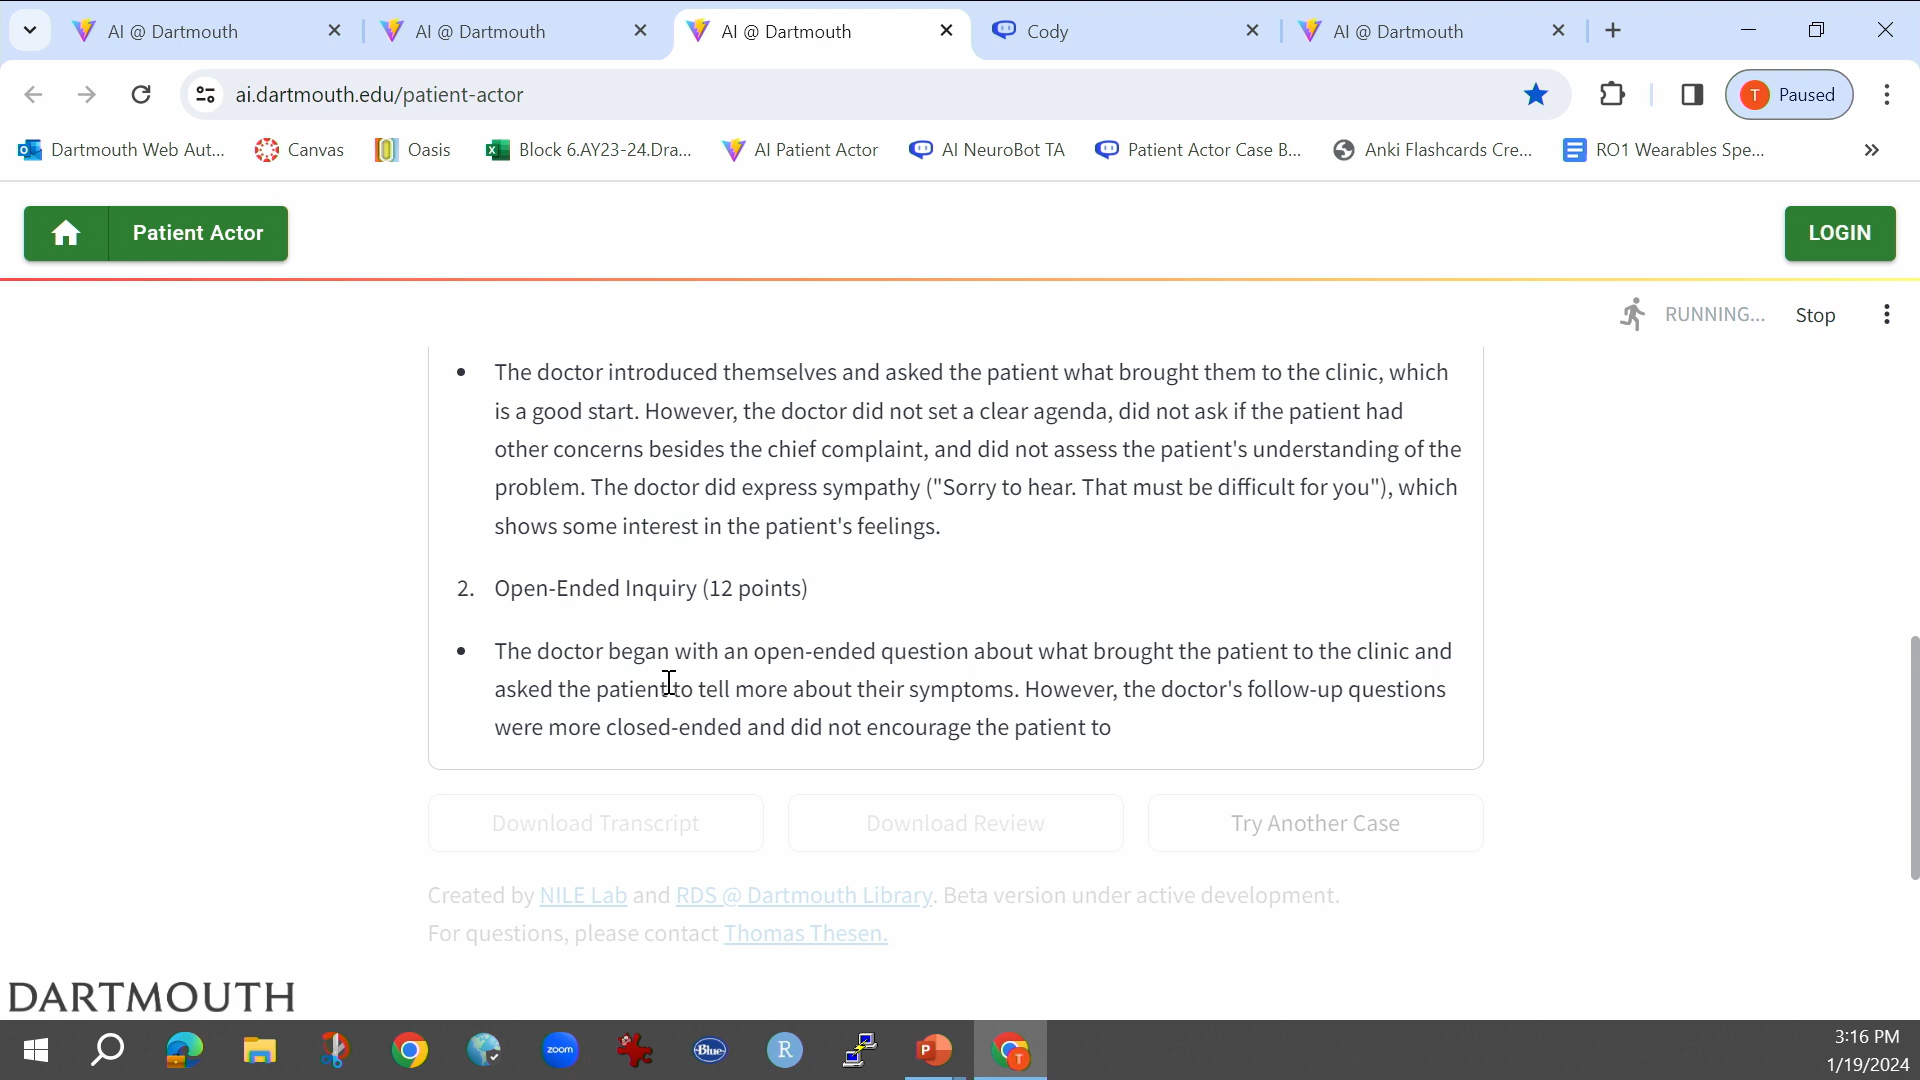 AI @ Dartmouth
AI @ Dartmouth
AI @ Dartmouth
Cody
AI @ Dartmouth
ai.dartmouth.edu/patient-actor
T Paused
Dartmouth Web Aut...
Canvas
Oasis
Block 6.AY23-24.Dra...
AI Patient Actor
AI NeuroBot TA
Patient Actor Case B...
Anki Flashcards Cre...
RO1 Wearables Spe...
Patient Actor
LOGIN
RUNNING...
Stop
The doctor introduced themselves and asked the patient what brought them to the clinic, which
is a good start. However, the doctor did not set a clear agenda, did not ask if the patient had
other concerns besides the chief complaint, and did not assess the patient's understanding of the
problem. The doctor did express sympathy ("Sorry to hear. That must be difficult for you"), which
shows some interest in the patient's feelings.
2. Open-Ended Inquiry (12 points)
The doctor began with an open-ended question about what brought the patient to the clinic and
asked the patient to tell more about their symptoms. However, the doctor's follow-up questions
were more closed-ended and did not encourage the patient to
Download Transcript
Download Review
Try Another Case
Created by NILE Lab and RDS @ Dartmouth Library. Beta version under active development.
For questions, please contact Thomas Thesen.
DARTMOUTH
zoom
Blue
R
P
T
3:16 PM
1/19/2024